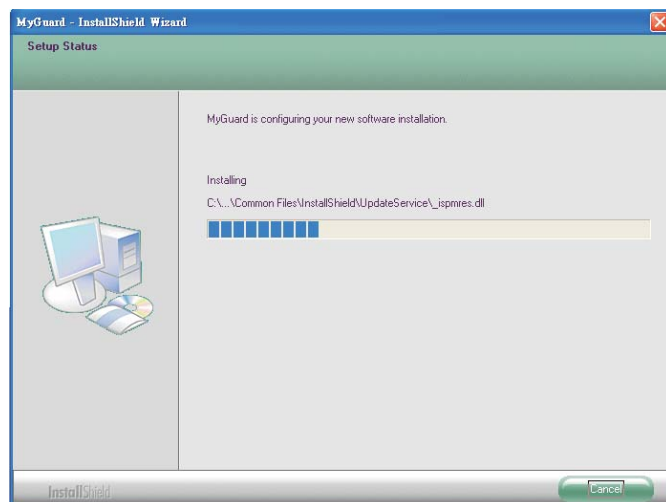 MyGuard - InstallShield Wizard
Setup Status
MyGuard is configuring your new software installation.
Installing
C:\...\Common Files\InstallShield\UpdateService\_ispmres.dll
InstallShield
Cancel